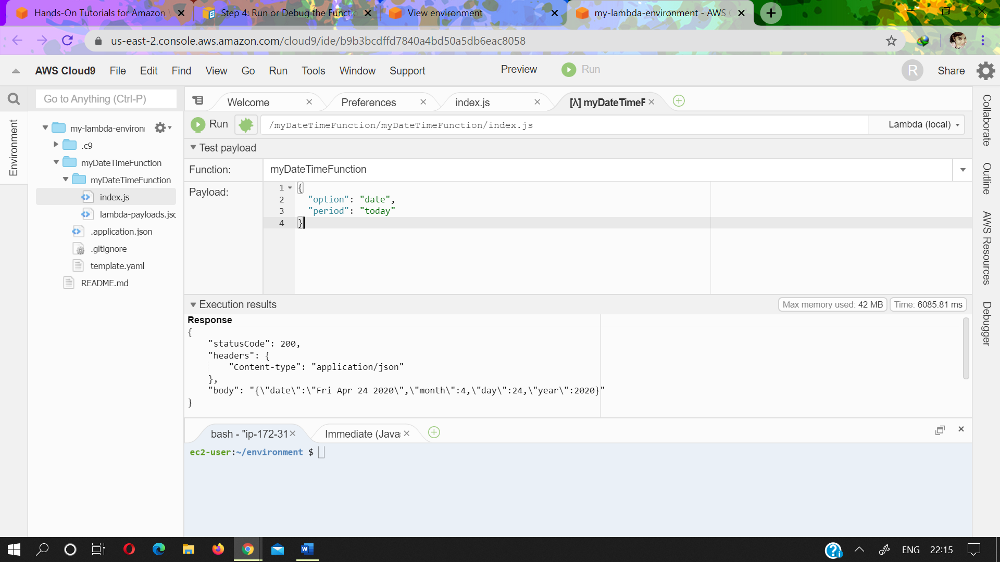 Hands-On Tutorials for Amazon
Step 4: Run or Debug the Functi
View environment
my-lambda-environment - AWS
us-east-2.console.aws.amazon.com/cloud9/ide/b9b3bcdffd7840a4bd50a5db6eac8058
AWS Cloud9 File Edit Find View Go Run Tools Window Support Preview Run R Share
Go to Anything (Ctrl-P)
Welcome Preferences index.js [λ] myDateTimeF
Run /myDateTimeFunction/myDateTimeFunction/index.js Lambda (local)
Environment
my-lambda-environ
.c9
myDateTimeFunction
myDateTimeFunction
index.js
lambda-payloads.jsc
.application.json
.gitignore
template.yaml
README.md
Test payload
Function: myDateTimeFunction
Payload:
1 {
2 "option": "date",
3 "period": "today"
4 }
Execution results Max memory used: 42 MB Time: 6085.81 ms
Response
{
"statusCode": 200,
"headers": {
"Content-type": "application/json"
},
"body": "{\"date\":\"Fri Apr 24 2020\",\"month\":4,\"day\":24,\"year\":2020}"
}
bash - "ip-172-31 Immediate (Java
ec2-user:~/environment $
Collaborate
Outline
AWS Resources
Debugger
ENG 22:15